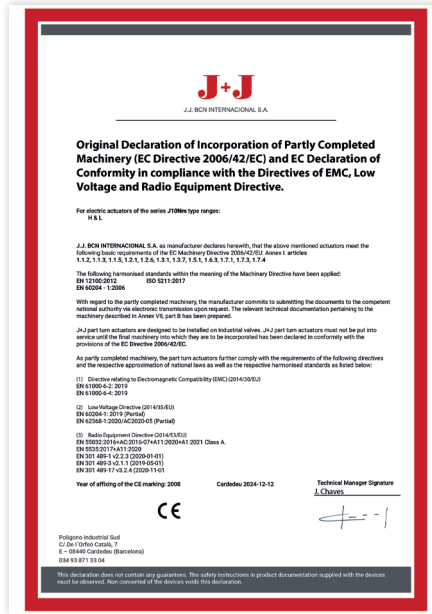 J+J
J.J. BCN INTERNACIONAL S.A.
Original Declaration of Incorporation of Partly Completed
Machinery (EC Directive 2006/42/EC) and EC Declaration of
Conformity in compliance with the Directives of EMC, Low
Voltage and Radio Equipment Directive.
For electric actuators of the series J10Nm type ranges:
H & L
J.J. BCN INTERNACIONAL S.A. as manufacturer declares herewith, that the above mentioned actuators meet the
following basic requirements of the EC Machinery Directive 2006/42/EU: Annex I. articles
1.1.2, 1.1.3, 1.1.5, 1.2.1, 1.2.6, 1.3.1, 1.3.7, 1.5.1, 1.6.3, 1.7.1, 1.7.3, 1.7.4
The following harmonised standards within the meaning of the Machinery Directive have been applied:
EN 12100:2012 ISO 5211:2017
EN 60204 - 1:2006
With regard to the partly completed machinery, the manufacturer commits to submitting the documents to the competent
national authority via electronic transmission upon request. The relevant technical documentation pertaining to the
machinery described in Annex VII, part B has been prepared.
J+J part turn actuators are designed to be installed on industrial valves. J+J part turn actuators must not be put into
service until the final machinery into which they are to be incorporated has been declared in conformity with the
provisions of the EC Directive 2006/42/EC.
As partly completed machinery, the part turn actuators further comply with the requirements of the following directives
and the respective approximation of national laws as well as the respective harmonised standards as listed below:
(1) Directive relating to Electromagnetic Compatibility (EMC) (2014/30/EU)
EN 61000-6-2: 2019
EN 61000-6-4: 2019
(2) Low Voltage Directive (2014/35/EU)
EN 60204-1: 2019 (Partial)
EN 62368-1:2020/AC2020-05 (Partial)
(3) Radio Equipment Directive (2014/53/EU)
EN 55032:2016+AC:2016-07+A11:2020+A1:2021 Class A.
EN 5535:2017+A11:2020
EN 301 489-1 v2.2.3 (2020-01-01)
EN 301 489-3 v2.1.1 (2019-05-01)
EN 301 489-17 v3.2.4 (2020-11-01)
Year of affixing of the CE marking: 2008 Cardedeu 2024-12-12 Technical Manager Signature
J. Chaves
CE
Polígono Industrial Sud
C/.De l'Orfeó Català, 7
E – 08440 Cardedeu (Barcelona)
034 93 871 33 04
This declaration does not contain any guarantees. The safety instructions in product documentation supplied with the devices
must be observed. Non concerted of the devices voids this declaration.